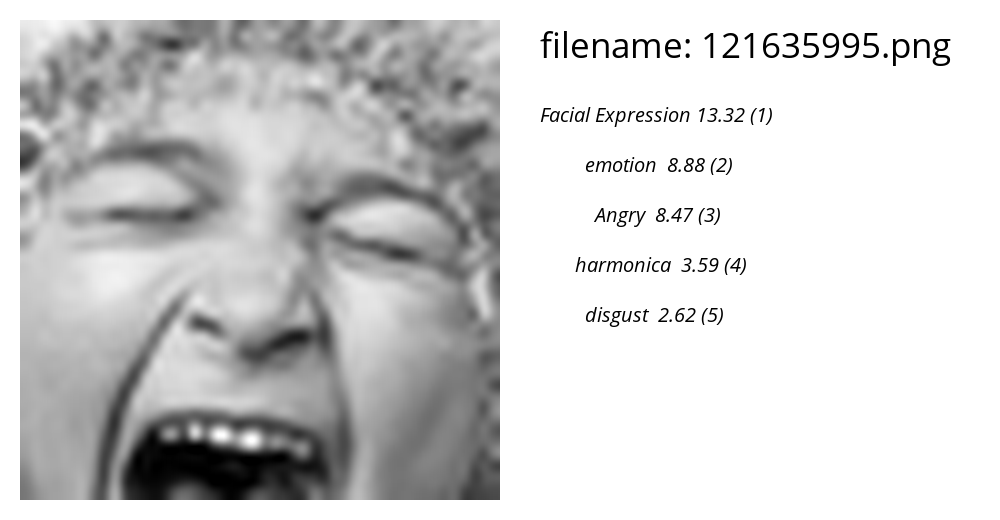 filename: 121635995.png
Facial Expression 13.32 (1)
emotion 8.88 (2)
Angry 8.47 (3)
harmonica 3.59 (4)
disgust 2.62 (5)